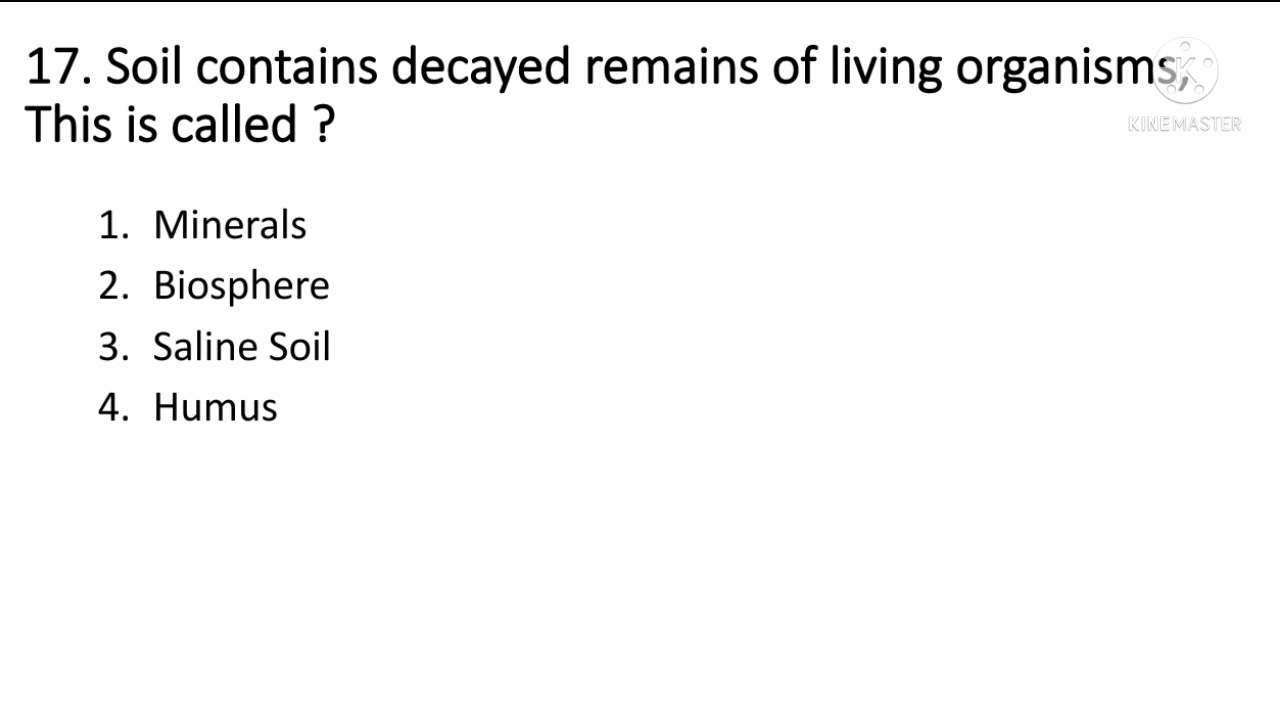 17. Soil contains decayed remains of living organisms,
This is called ?
K
KINEMASTER
1. Minerals
2. Biosphere
3. Saline Soil
4. Humus